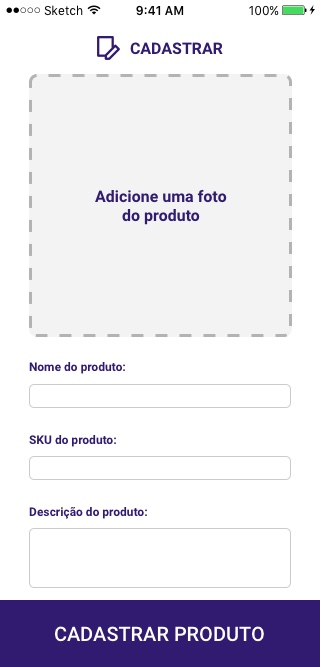 Sketch 9:41 AM 100%
CADASTRAR
Adicione uma foto
do produto
Nome do produto:
SKU do produto:
Descrição do produto:
CADASTRAR PRODUTO